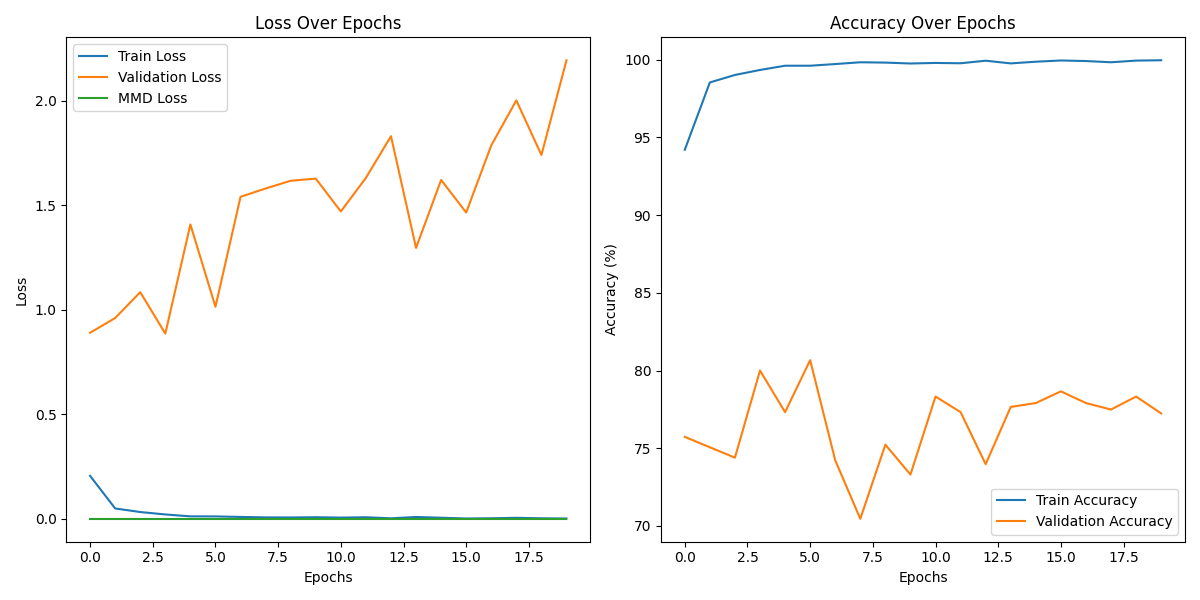 Loss Over Epochs
Train Loss
Validation Loss
MMD Loss
2.0
1.5
1.0
0.5
0.0
Loss
0.0 2.5 5.0 7.5 10.0 12.5 15.0 17.5
Epochs
Accuracy Over Epochs
100
95
90
85
80
75
70
Accuracy (%)
Train Accuracy
Validation Accuracy
0.0 2.5 5.0 7.5 10.0 12.5 15.0 17.5
Epochs